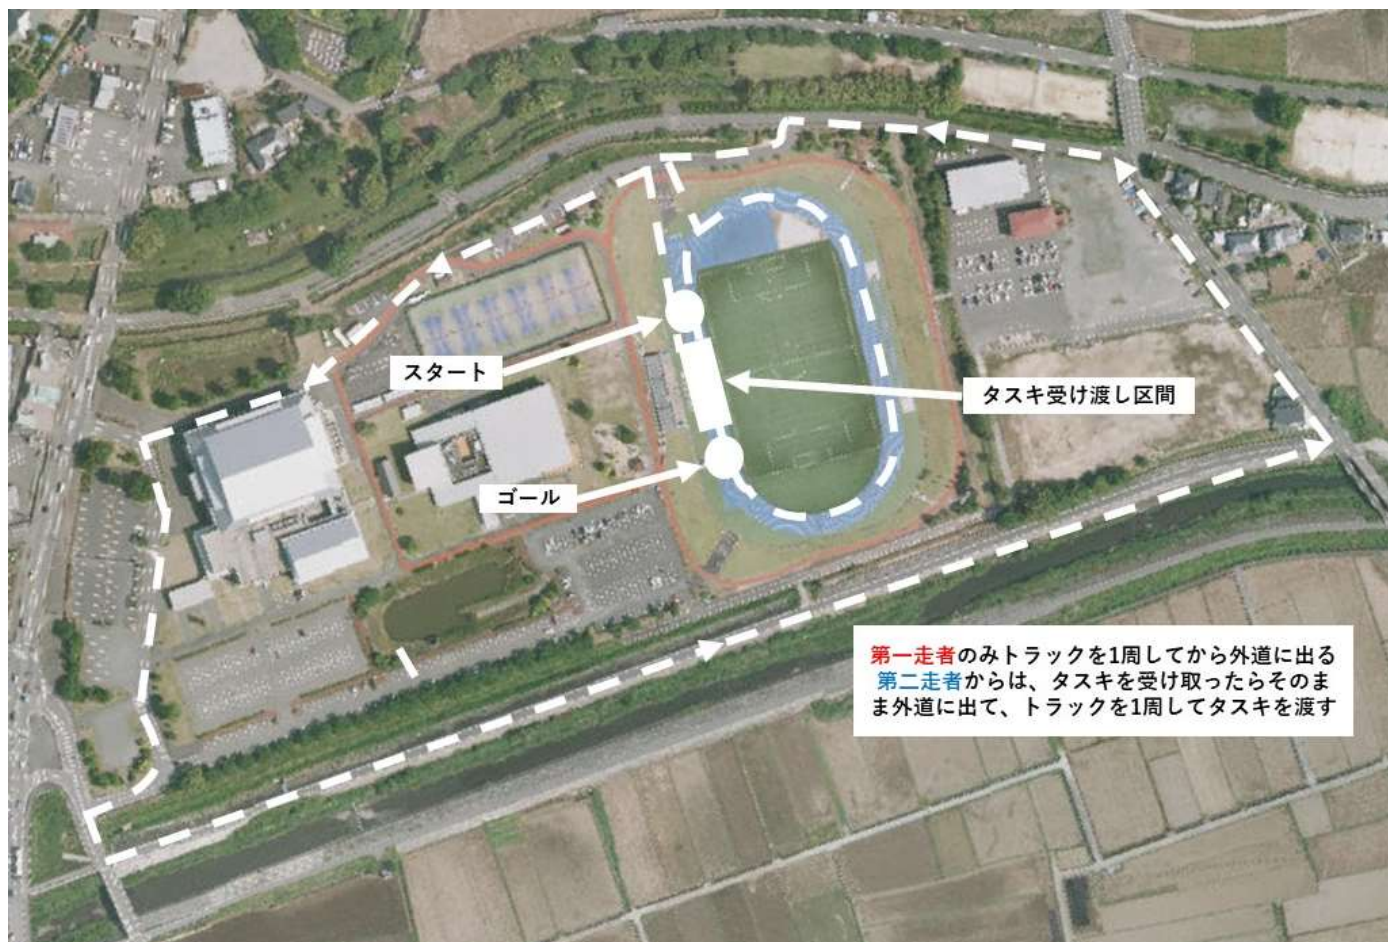 スタート
タスキ受け渡し区間
ゴール
第一走者のみトラックを1周してから外道に出る
第二走者からは、タスキを受け取ったらそのま
ま外道に出て、トラックを1周してタスキを渡す